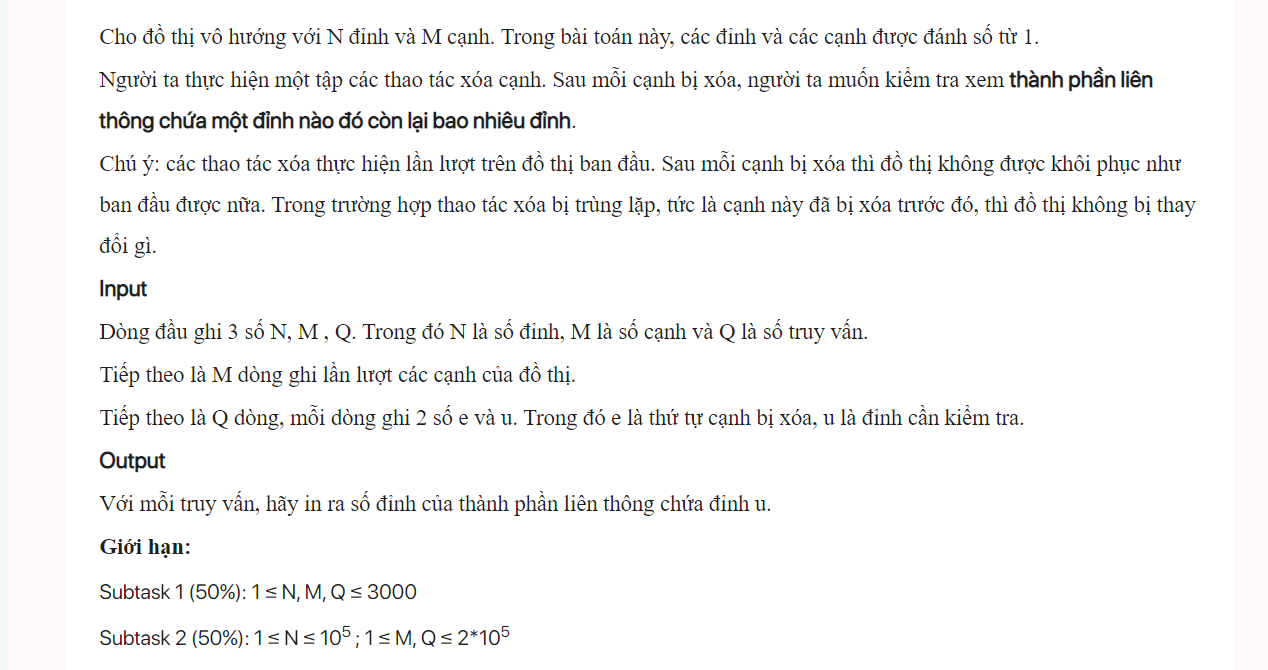 Cho đồ thị vô hướng với N đỉnh và M cạnh. Trong bài toán này, các đỉnh và các cạnh được đánh số từ 1.
Người ta thực hiện một tập các thao tác xóa cạnh. Sau mỗi cạnh bị xóa, người ta muốn kiểm tra xem thành phần liên
thông chứa một đỉnh nào đó còn lại bao nhiêu đỉnh.
Chú ý: các thao tác xóa thực hiện lần lượt trên đồ thị ban đầu. Sau mỗi cạnh bị xóa thì đồ thị không được khôi phục như
ban đầu được nữa. Trong trường hợp thao tác xóa bị trùng lặp, tức là cạnh này đã bị xóa trước đó, thì đồ thị không bị thay
đổi gì.
Input
Dòng đầu ghi 3 số N, M , Q. Trong đó N là số đỉnh, M là số cạnh và Q là số truy vấn.
Tiếp theo là M dòng ghi lần lượt các cạnh của đồ thị.
Tiếp theo là Q dòng, mỗi dòng ghi 2 số e và u. Trong đó e là thứ tự cạnh bị xóa, u là đỉnh cần kiểm tra.
Output
Với mỗi truy vấn, hãy in ra số đỉnh của thành phần liên thông chứa đỉnh u.
Giới hạn:
Subtask 1 (50%): 1 ≤ N, M, Q ≤ 3000
Subtask 2 (50%): 1 ≤ N ≤ 10⁵ ; 1 ≤ M, Q ≤ 2*10⁵